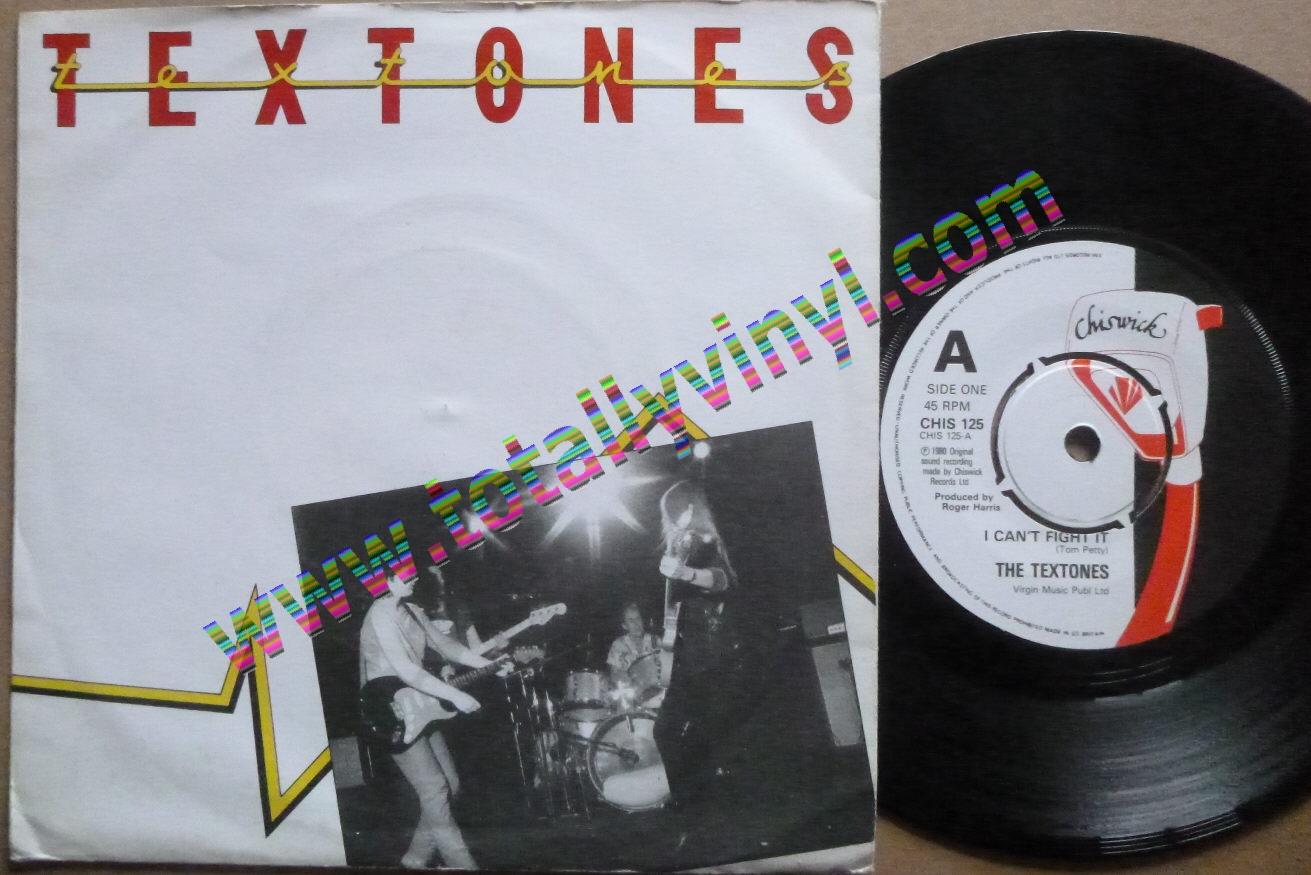 TEXTONES
textones
www.totallyvinyl.com
chiswick
A
SIDE ONE
45 RPM
CHIS 125
CHIS 125-A
℗ 1980 Original
sound recording
made by Chiswick
Records Ltd
Produced by
Roger Harris
I CAN'T FIGHT IT
(Tom Petty)
THE TEXTONES
Virgin Music Publ Ltd